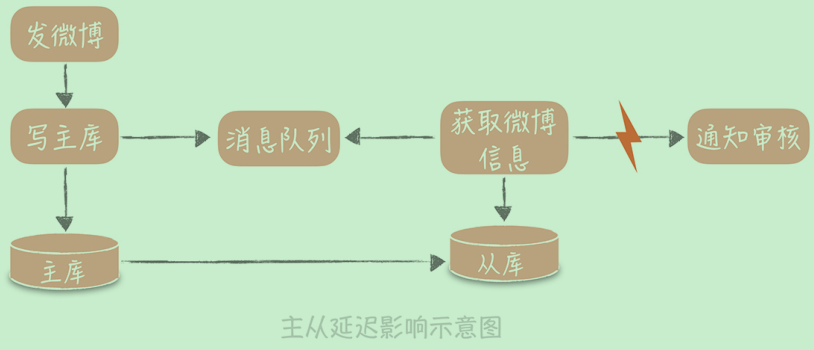 发微博
写主库
消息队列
获取微博
信息
通知审核
主库
从库
主从延迟影响示意图